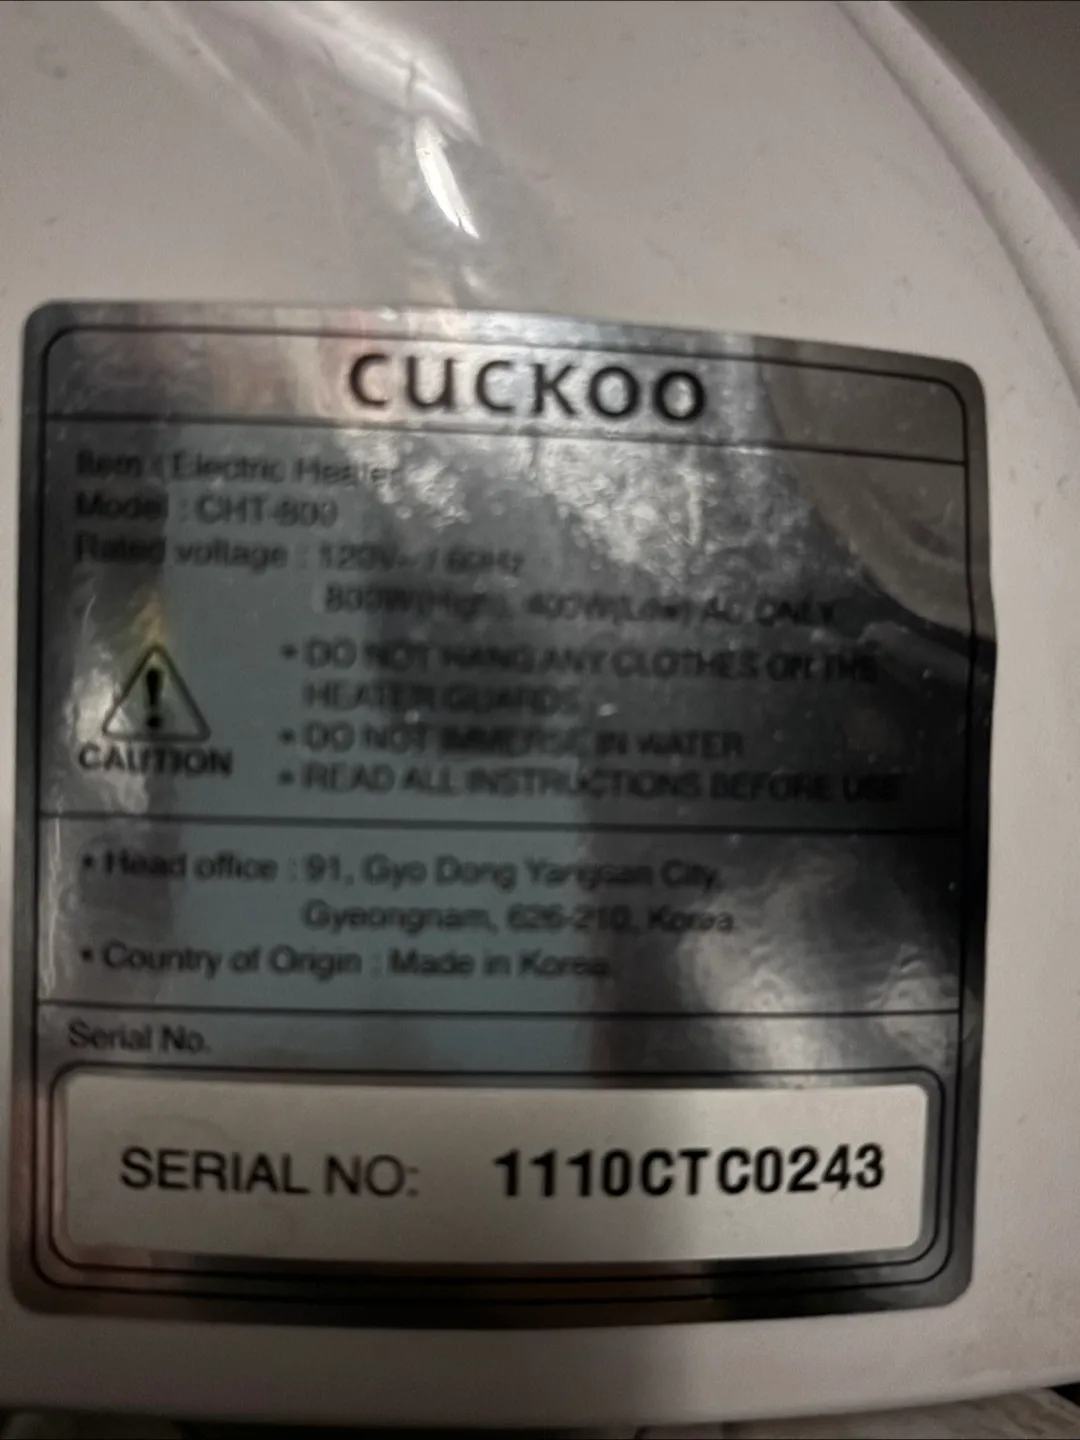 CUCKOO
Item : Electric Heater
Model : CHT-800
Rated voltage : 120V~ / 60Hz
800W(High), 400W(Low) AC ONLY
• DO NOT HANG ANY CLOTHES ON THE
HEATER GUARDS
• DO NOT IMMERSE IN WATER
CAUTION
• READ ALL INSTRUCTIONS BEFORE USE
• Head office : 91, Gyo Dong Yangsan City,
Gyeongnam, 626-210, Korea
• Country of Origin : Made in Korea
Serial No.
SERIAL NO: 1110CTC0243